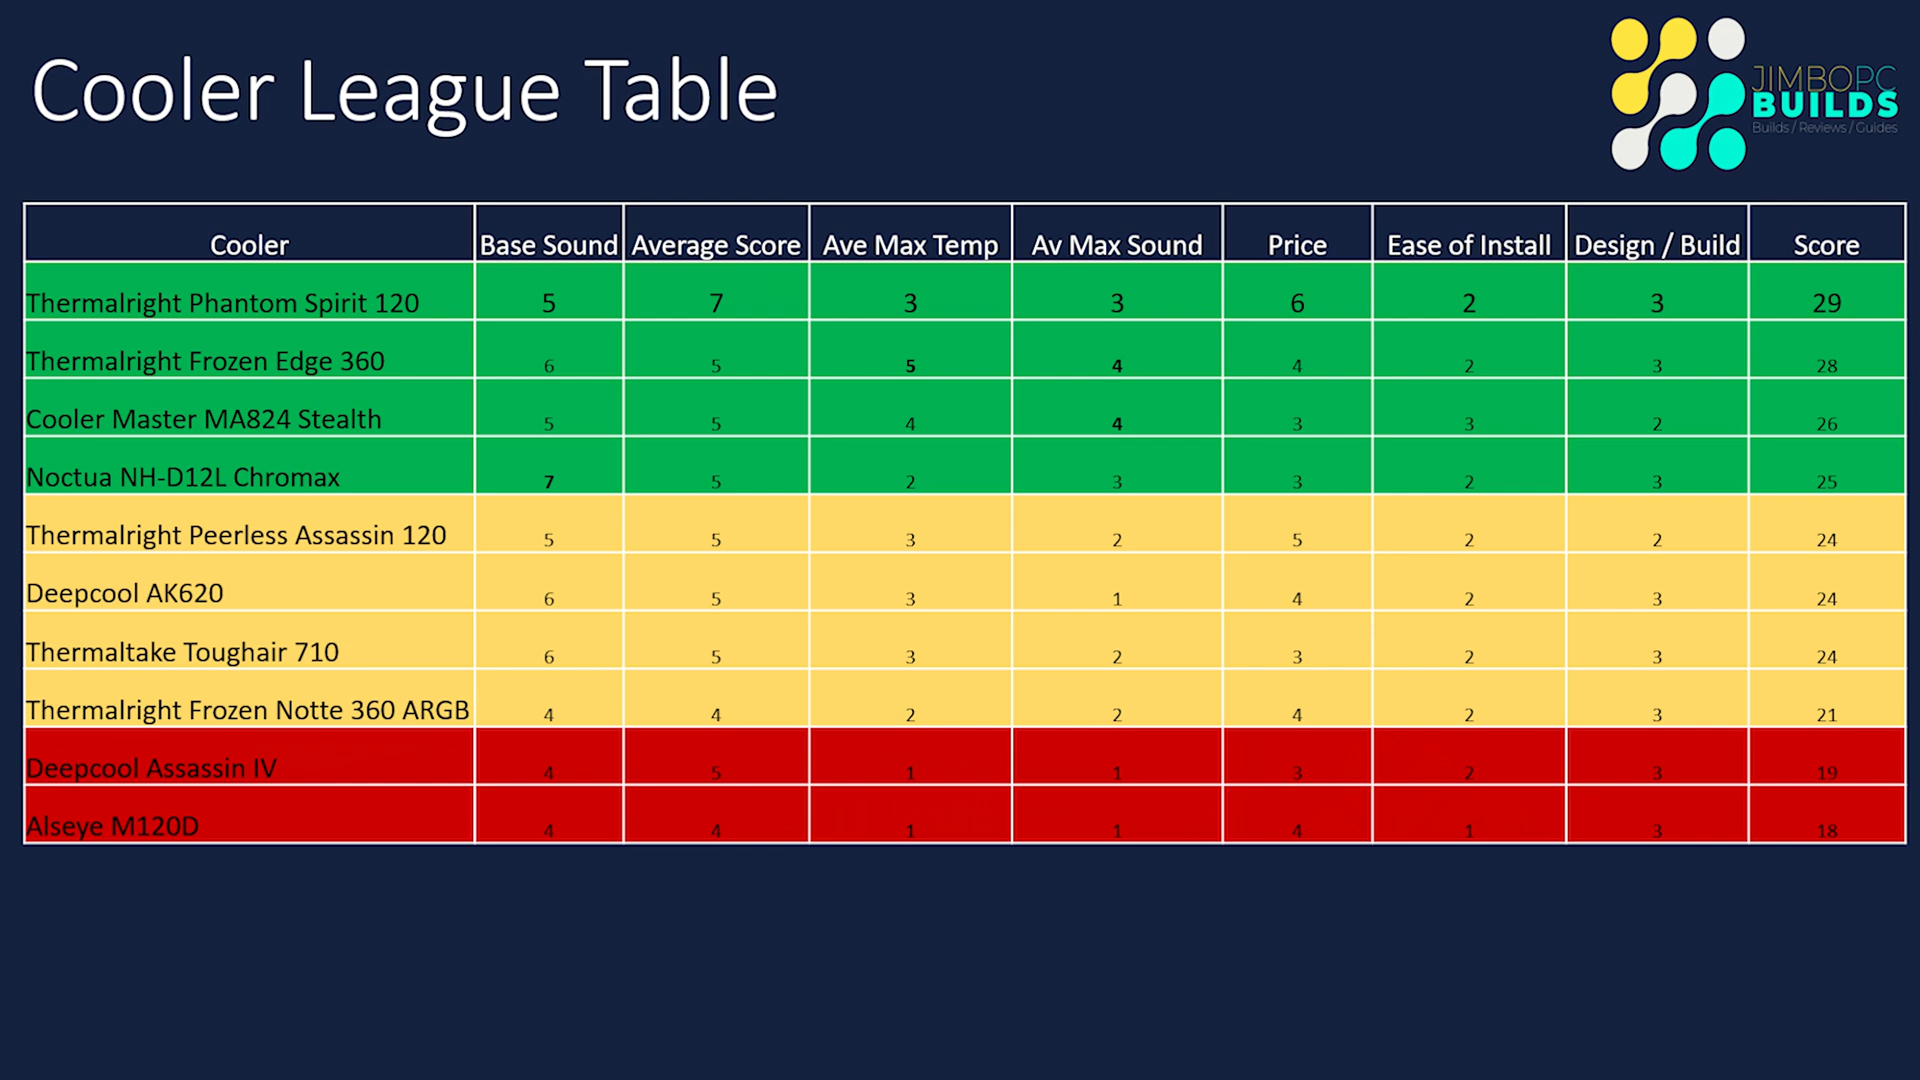 Cooler League Table
JIMBOPC
BUILDS
Builds / Reviews / Guides
Cooler Base Sound Average Score Ave Max Temp Av Max Sound Price Ease of Install Design / Build Score
Thermalright Phantom Spirit 120 5 7 3 3 6 2 3 29
Thermalright Frozen Edge 360 6 5 5 4 4 2 3 28
Cooler Master MA824 Stealth 5 5 4 4 3 3 2 26
Noctua NH-D12L Chromax 7 5 2 3 3 2 3 25
Thermalright Peerless Assassin 120 5 5 3 2 5 2 2 24
Deepcool AK620 6 5 3 1 4 2 3 24
Thermaltake Toughair 710 6 5 3 2 3 2 3 24
Thermalright Frozen Notte 360 ARGB 4 4 2 2 4 2 3 21
Deepcool Assassin IV 4 5 1 1 3 2 3 19
Alseye M120D 4 4 1 1 4 1 3 18